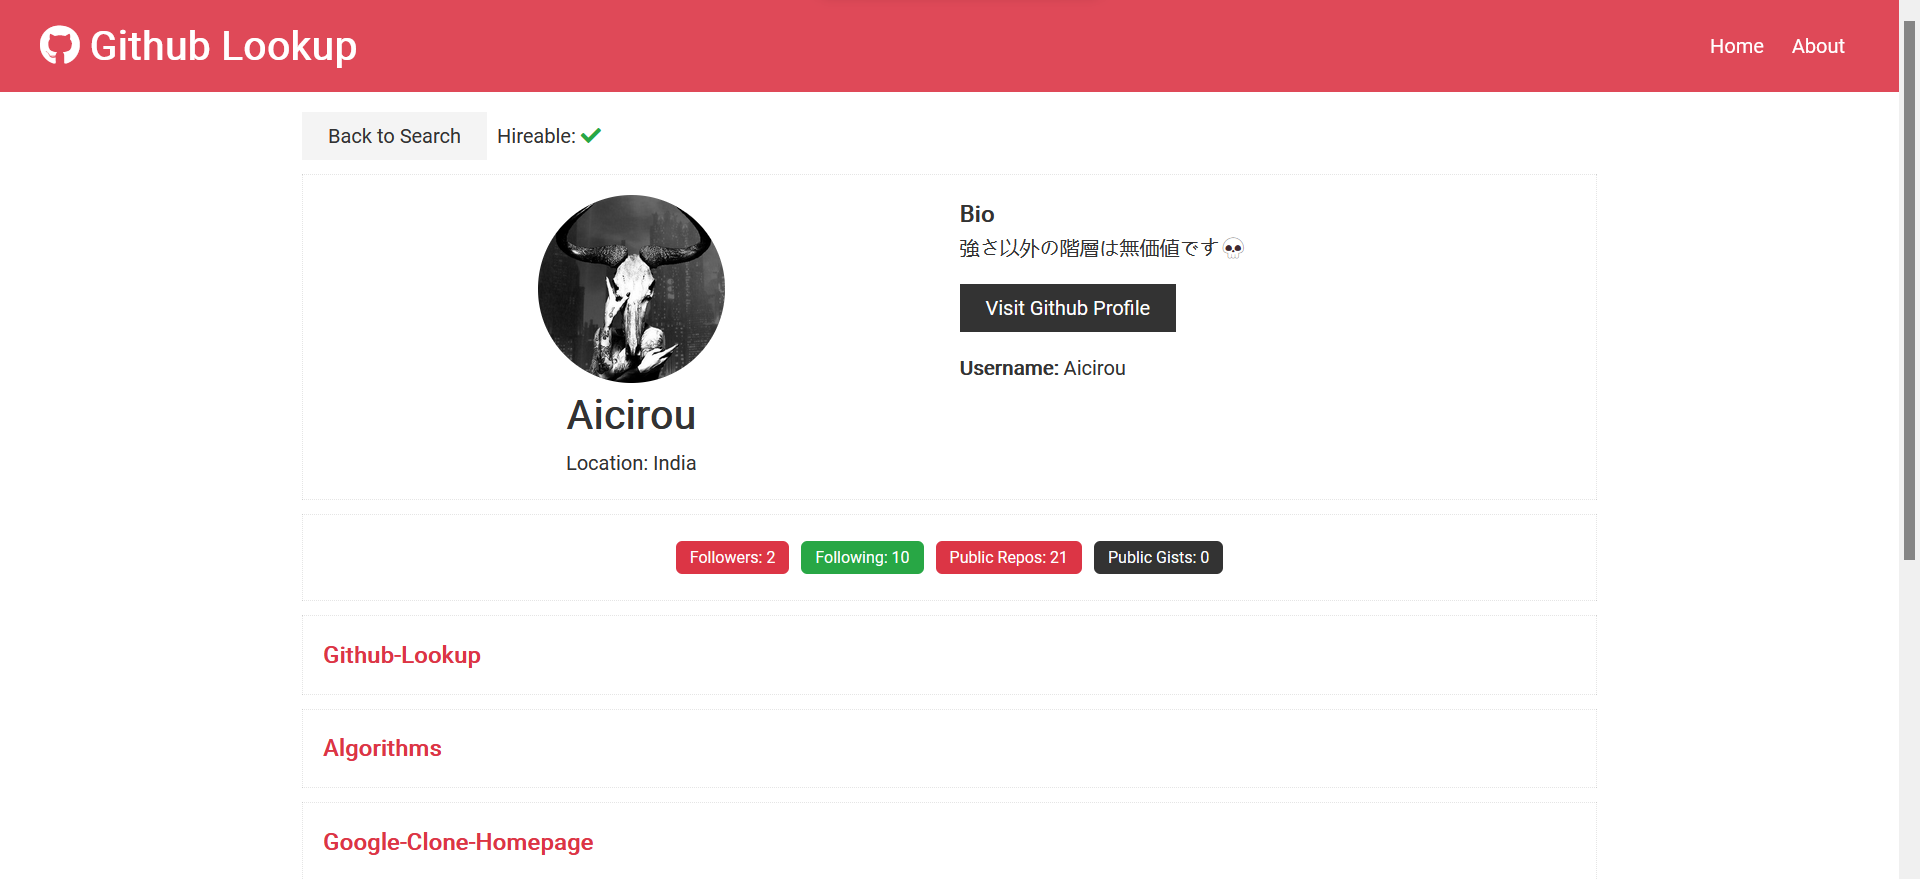 Github Lookup
Home About
Back to Search Hireable:
Bio
強さ以外の階層は無価値です💀
Visit Github Profile
Username: Aicirou
Aicirou
Location: India
Followers: 2 Following: 10 Public Repos: 21 Public Gists: 0
Github-Lookup
Algorithms
Google-Clone-Homepage